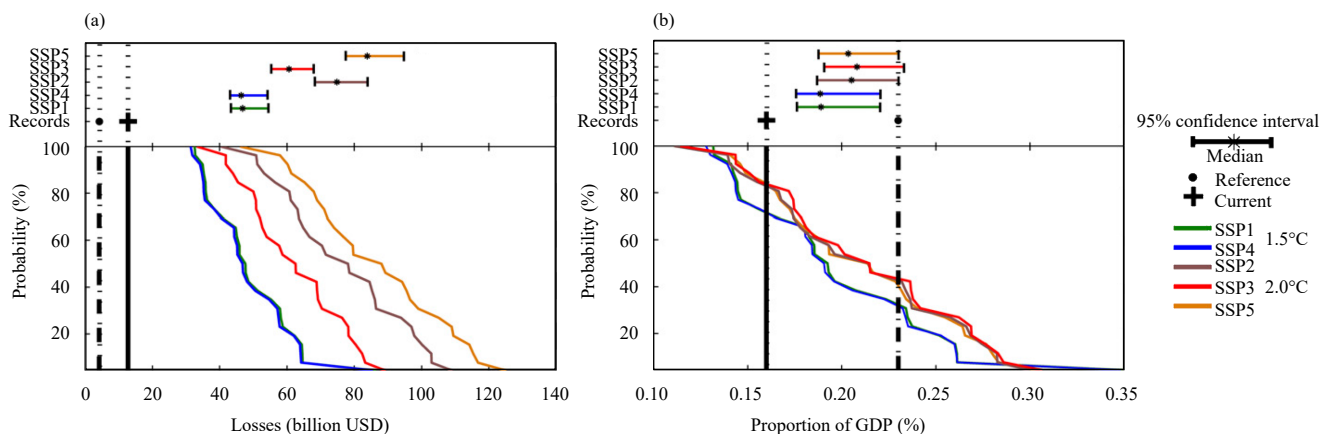 (a)
SSP5
SSP3
SSP2
SSP4
SSP1
Records
100
80
60
40
20
Probability (%)
0 20 40 60 80 100 120 140
Losses (billion USD)
(b)
SSP5
SSP3
SSP2
SSP4
SSP1
Records
100
80
60
40
20
Probability (%)
0.10 0.15 0.20 0.25 0.30 0.35
Proportion of GDP (%)
95% confidence interval
Median
Reference
Current
SSP1
1.5°C
SSP4
SSP2
SSP3 2.0°C
SSP5